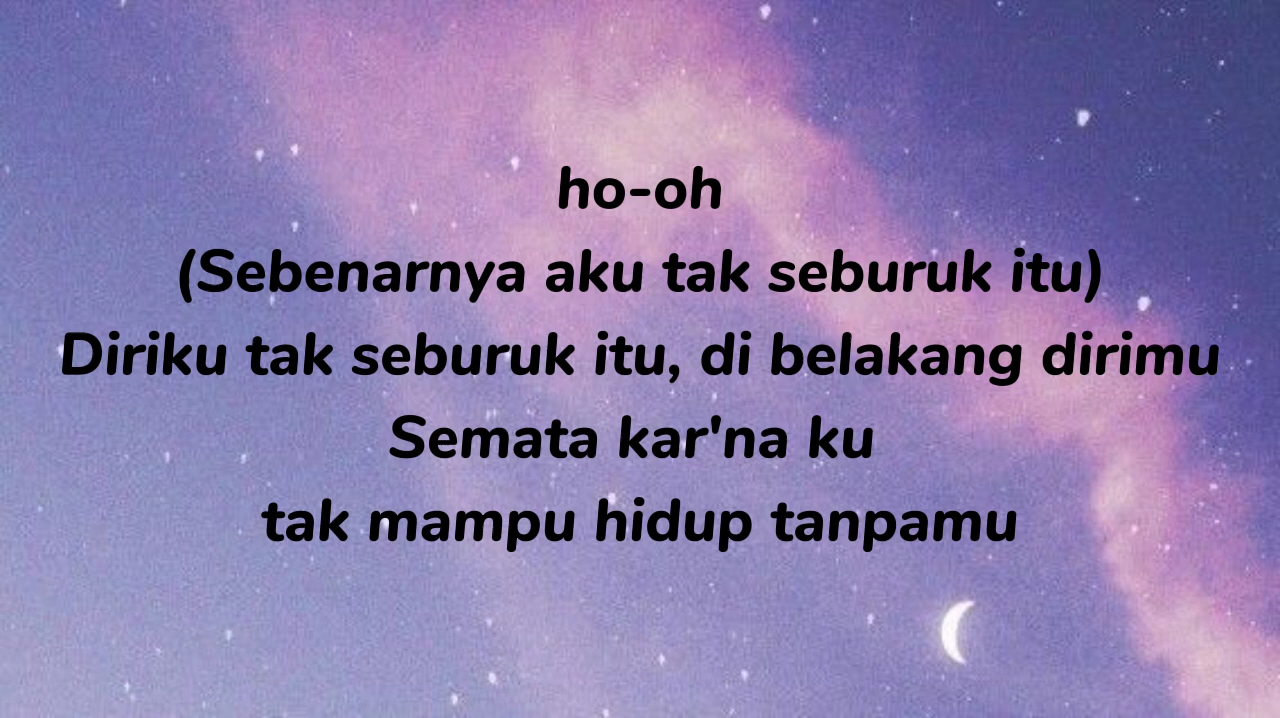 ho-oh
(Sebenarnya aku tak seburuk itu)
Diriku tak seburuk itu, di belakang dirimu
Semata kar'na ku
tak mampu hidup tanpamu